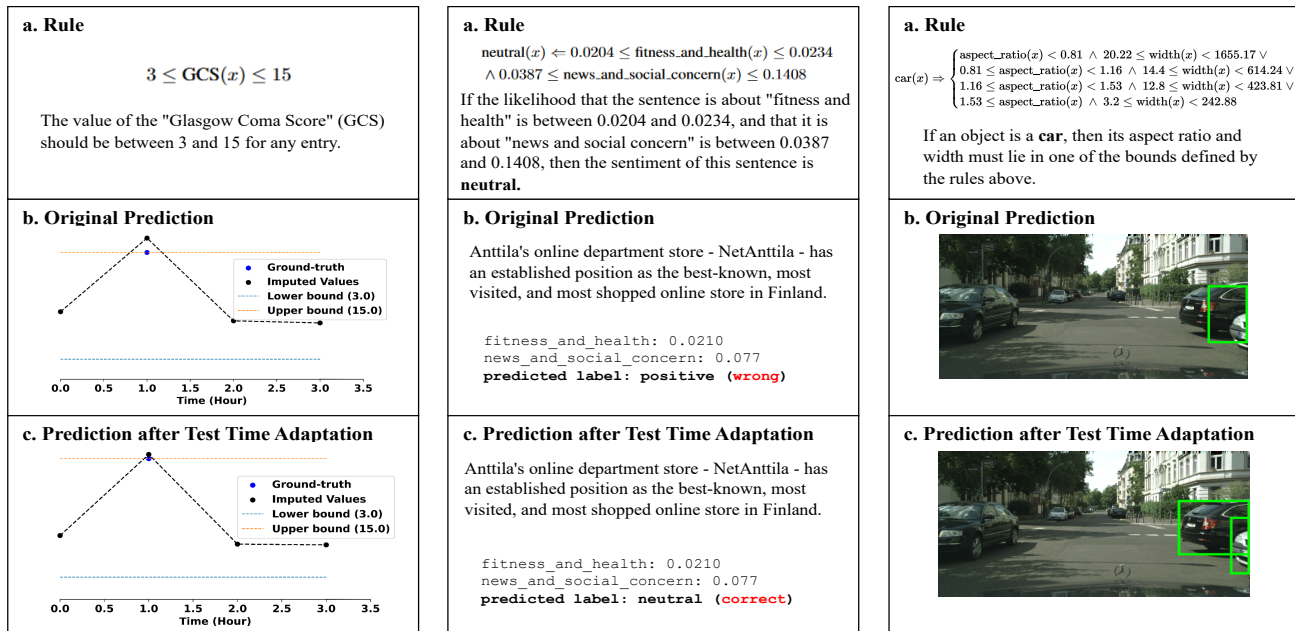 a. Rule
3 ≤ GCS(x) ≤ 15
The value of the "Glasgow Coma Score" (GCS)
should be between 3 and 15 for any entry.
b. Original Prediction
Ground-truth
Imputed Values
Lower bound (3.0)
Upper bound (15.0)
0.0 0.5 1.0 1.5 2.0 2.5 3.0 3.5
Time (Hour)
c. Prediction after Test Time Adaptation
Ground-truth
Imputed Values
Lower bound (3.0)
Upper bound (15.0)
0.0 0.5 1.0 1.5 2.0 2.5 3.0 3.5
Time (Hour)
a. Rule
neutral(x) ⇐ 0.0204 ≤ fitness_and_health(x) ≤ 0.0234
∧ 0.0387 ≤ news_and_social_concern(x) ≤ 0.1408
If the likelihood that the sentence is about "fitness and
health" is between 0.0204 and 0.0234, and that it is
about "news and social concern" is between 0.0387
and 0.1408, then the sentiment of this sentence is
neutral.
b. Original Prediction
Anttila's online department store - NetAnttila - has
an established position as the best-known, most
visited, and most shopped online store in Finland.
fitness_and_health: 0.0210
news_and_social_concern: 0.077
predicted label: positive (wrong)
c. Prediction after Test Time Adaptation
Anttila's online department store - NetAnttila - has
an established position as the best-known, most
visited, and most shopped online store in Finland.
fitness_and_health: 0.0210
news_and_social_concern: 0.077
predicted label: neutral (correct)
a. Rule
aspect_ratio(x) < 0.81 ∧ 20.22 ≤ width(x) < 1655.17 ∨
0.81 ≤ aspect_ratio(x) < 1.16 ∧ 14.4 ≤ width(x) < 614.24 ∨
car(x) ⇒ {
1.16 ≤ aspect_ratio(x) < 1.53 ∧ 12.8 ≤ width(x) < 423.81 ∨
1.53 ≤ aspect_ratio(x) ∧ 3.2 ≤ width(x) < 242.88
If an object is a car, then its aspect ratio and
width must lie in one of the bounds defined by
the rules above.
b. Original Prediction
c. Prediction after Test Time Adaptation